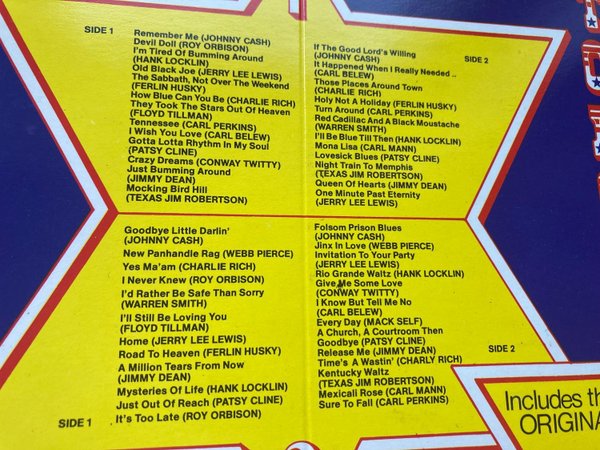 SIDE 1
Remember Me (JOHNNY CASH)
Devil Doll (ROY ORBISON)
I'm Tired Of Bumming Around
(HANK LOCKLIN)
Old Black Joe (JERRY LEE LEWIS)
The Sabbath, Not Over The Weekend
(FERLIN HUSKY)
How Blue Can You Be (CHARLIE RICH)
They Took The Stars Out Of Heaven
(FLOYD TILLMAN)
Tennessee (CARL PERKINS)
I Wish You Love (CARL BELEW)
Gotta Lotta Rhythm In My Soul
(PATSY CLINE)
Crazy Dreams (CONWAY TWITTY)
Just Bumming Around
(JIMMY DEAN)
Mocking Bird Hill
(TEXAS JIM ROBERTSON)
SIDE 2
If The Good Lord's Willing
(JOHNNY CASH)
It Happened When I Really Needed ..
(CARL BELEW)
Those Places Around Town
(CHARLIE RICH)
Holy Not A Holiday (FERLIN HUSKY)
Turn Around (CARL PERKINS)
Red Cadillac And A Black Moustache
(WARREN SMITH)
I'll Be Blue Till Then (HANK LOCKLIN)
Mona Lisa (CARL MANN)
Lovesick Blues (PATSY CLINE)
Night Train To Memphis
(TEXAS JIM ROBERTSON)
Queen Of Hearts (JIMMY DEAN)
One Minute Past Eternity
(JERRY LEE LEWIS)
Goodbye Little Darlin'
(JOHNNY CASH)
New Panhandle Rag (WEBB PIERCE)
Yes Ma'am (CHARLIE RICH)
I Never Knew (ROY ORBISON)
I'd Rather Be Safe Than Sorry
(WARREN SMITH)
I'll Still Be Loving You
(FLOYD TILLMAN)
Home (JERRY LEE LEWIS)
Road To Heaven (FERLIN HUSKY)
A Million Tears From Now
(JIMMY DEAN)
Mysteries Of Life (HANK LOCKLIN)
Just Out Of Reach (PATSY CLINE)
It's Too Late (ROY ORBISON)
SIDE 1
Folsom Prison Blues
(JOHNNY CASH)
Jinx In Love (WEBB PIERCE)
Invitation To Your Party
(JERRY LEE LEWIS)
Rio Grande Waltz (HANK LOCKLIN)
Give Me Some Love
(CONWAY TWITTY)
I Know But Tell Me No
(CARL BELEW)
Every Day (MACK SELF)
A Church, A Courtroom Then
Goodbye (PATSY CLINE)
Release Me (JIMMY DEAN)
Time's A Wastin' (CHARLY RICH)
Kentucky Waltz
(TEXAS JIM ROBERTSON)
Mexicali Rose (CARL MANN)
Sure To Fall (CARL PERKINS)
SIDE 2
Includes th
ORIGINA